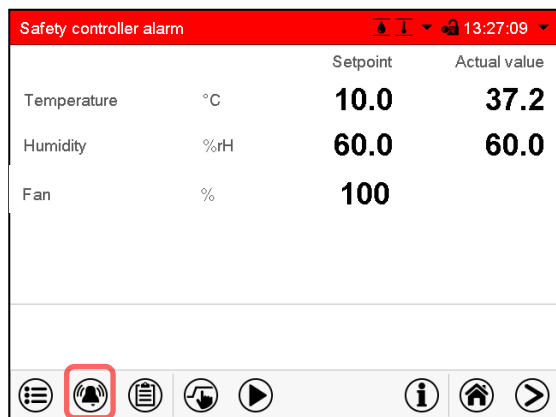 Safety controller alarm 13:27:09
Setpoint Actual value
Temperature °C 10.0 37.2
Humidity %rH 60.0 60.0
Fan % 100